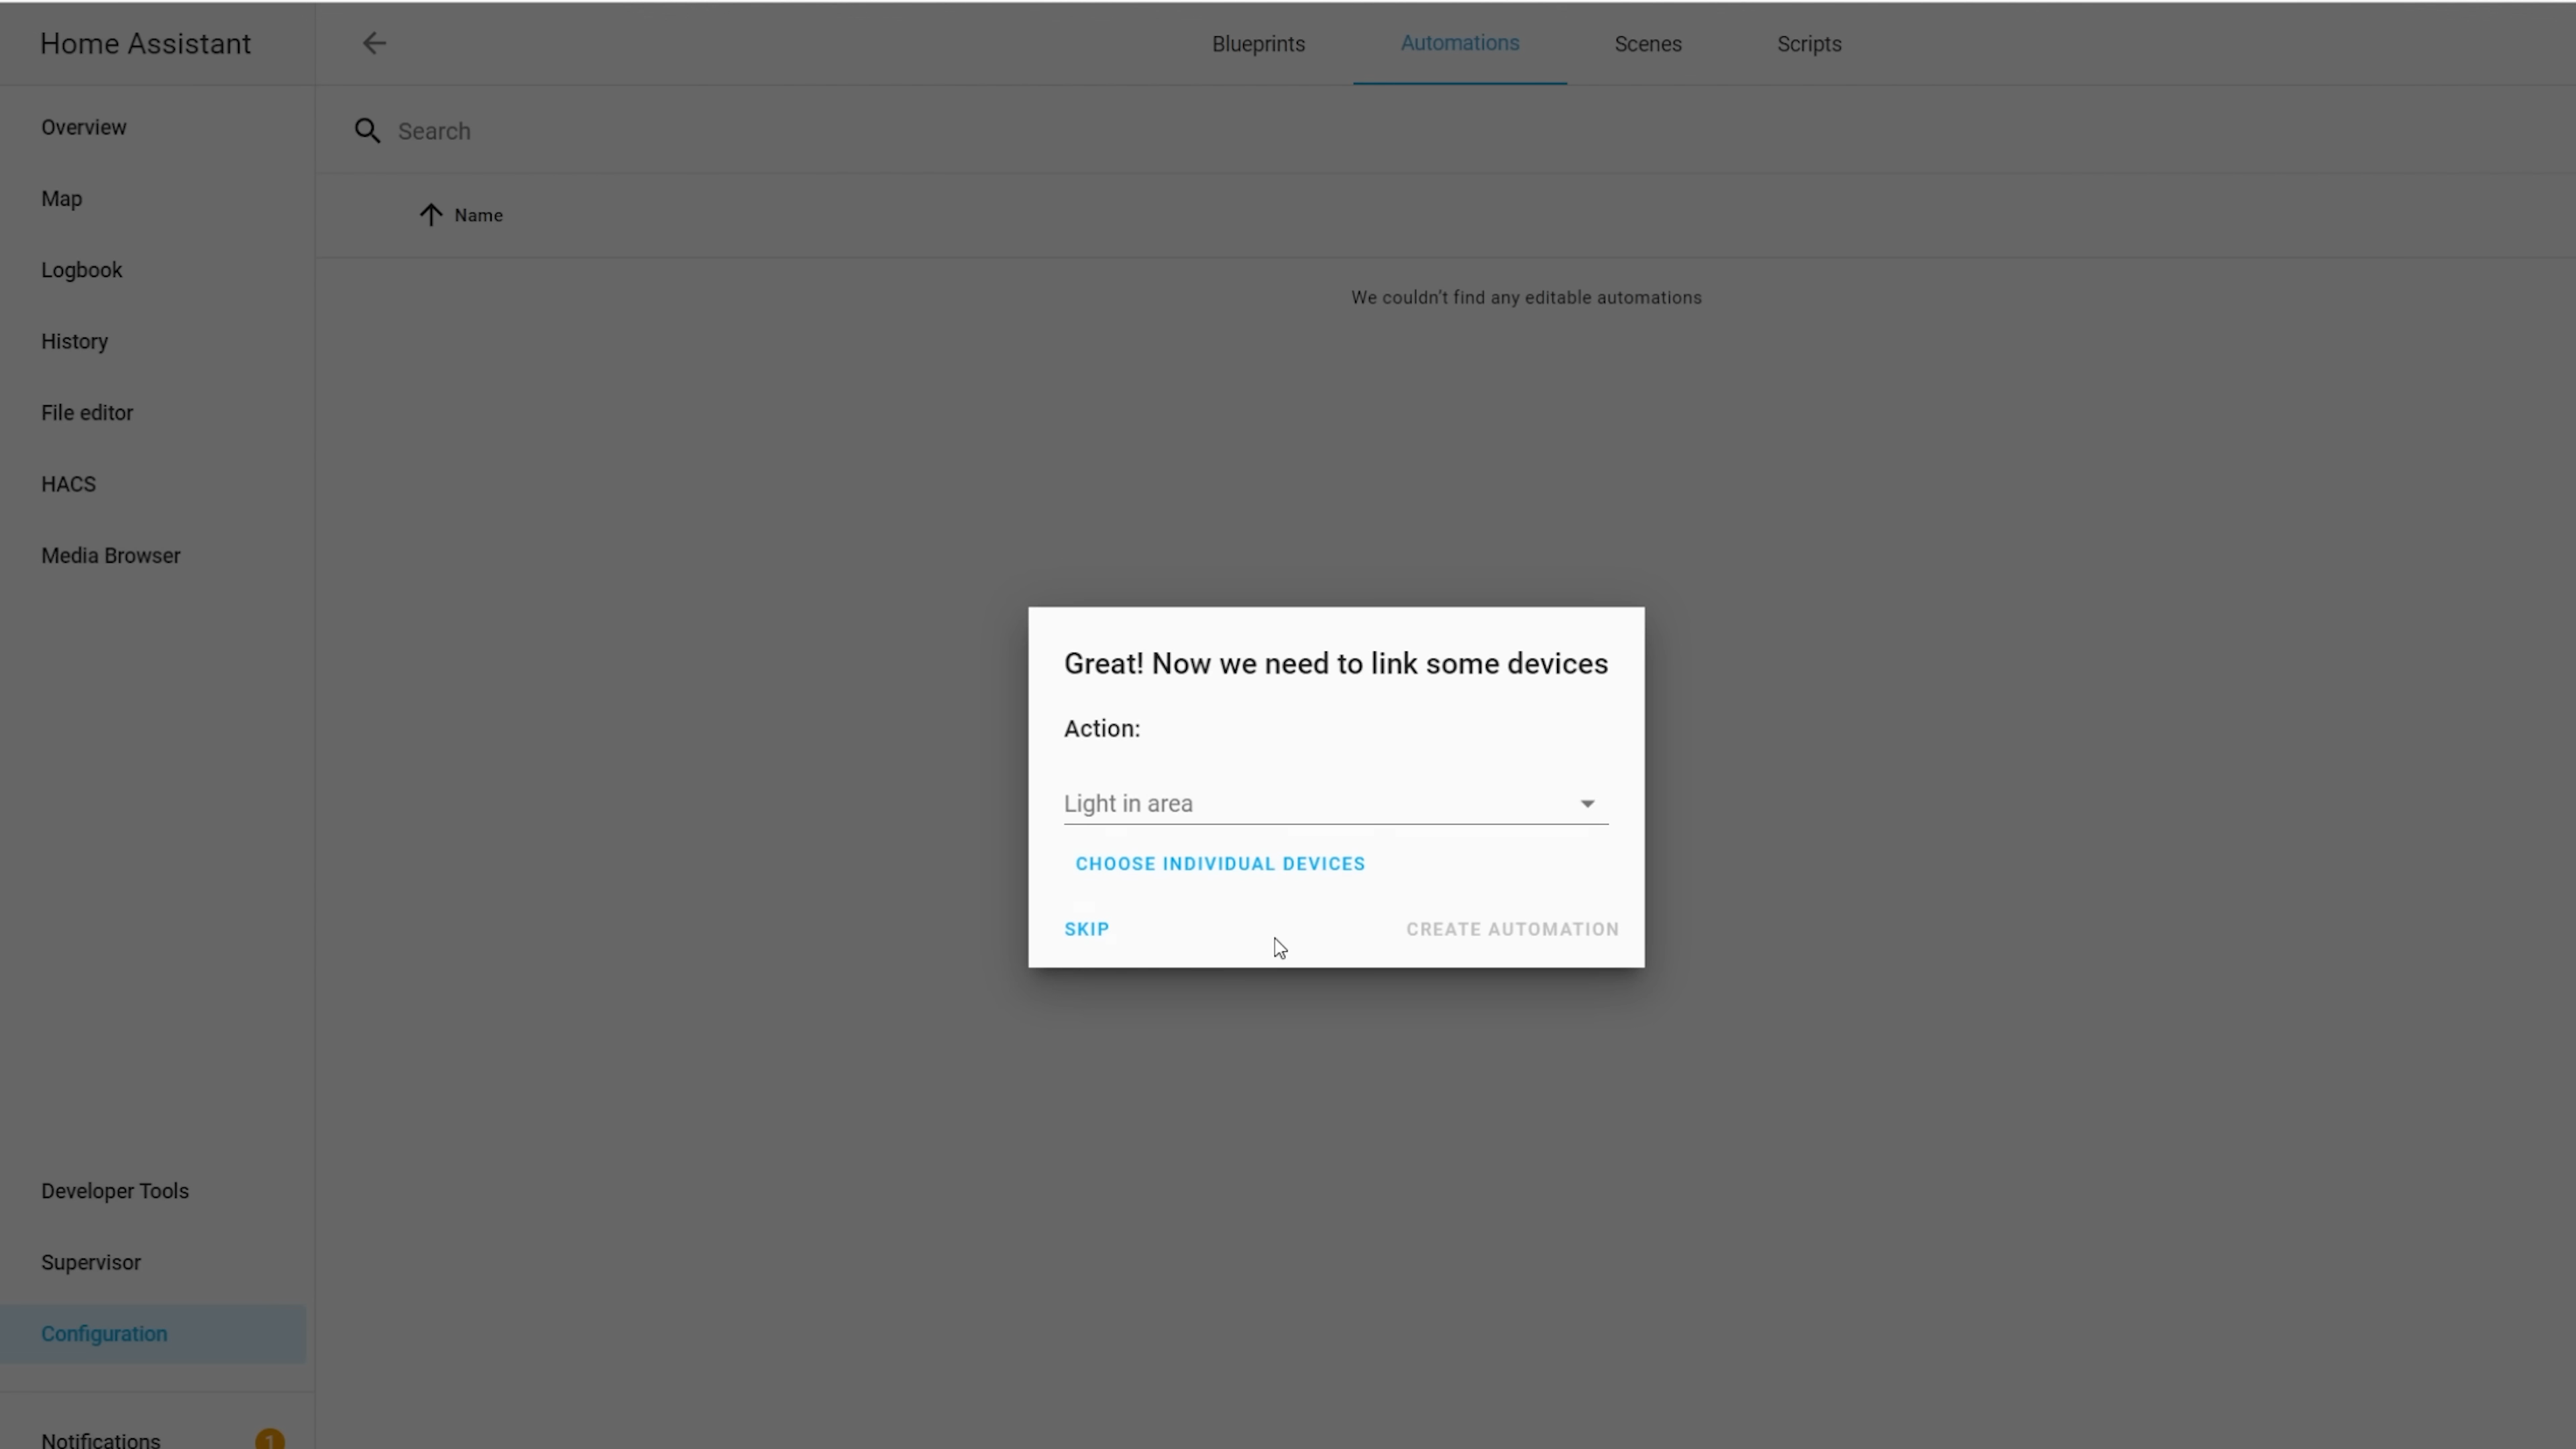 Home Assistant
Blueprints
Automations
Scenes
Scripts
Overview
Map
Logbook
History
File editor
HACS
Media Browser
Search
Name
We couldn't find any editable automations
Great! Now we need to link some devices
Action:
Light in area
CHOOSE INDIVIDUAL DEVICES
SKIP
CREATE AUTOMATION
Developer Tools
Supervisor
Configuration
Notifications
1